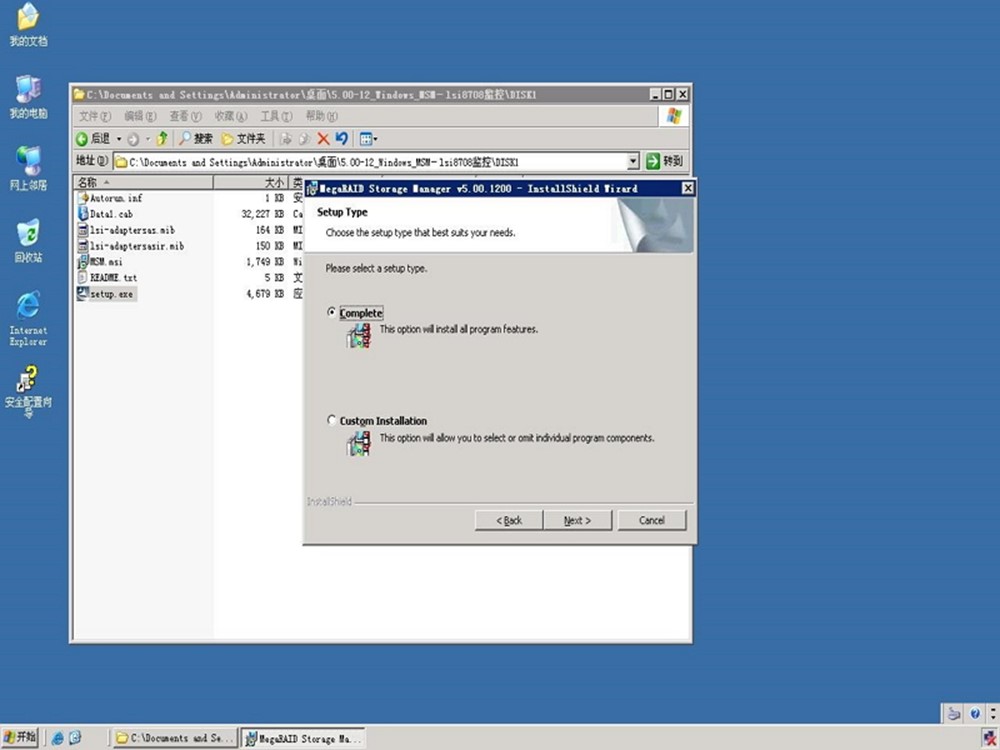 我的文档
我的电脑
网上邻居
回收站
Internet
Explorer
安全配置向
导
C:\Documents and Settings\Administrator\桌面\5.00-12_Windows_MSM－lsi8708监控\DISK1
文件(F) 编辑(E) 查看(V) 收藏(A) 工具(T) 帮助(H)
后退 搜索 文件夹
地址(D) C:\Documents and Settings\Administrator\桌面\5.00-12_Windows_MSM－lsi8708监控\DISK1 转到
名称 大小 类
Autorun.inf 1 KB 安
Data1.cab 32,227 KB Ca
lsi-adaptersas.mib 164 KB MI
lsi-adaptersasir.mib 150 KB MI
MSM.msi 1,749 KB Wi
README.txt 5 KB 文
setup.exe 4,679 KB 应
MegaRAID Storage Manager v5.00.1200 - InstallShield Wizard
Setup Type
Choose the setup type that best suits your needs.
Please select a setup type.
Complete
This option will install all program features.
Custom Installation
This option will allow you to select or omit individual program components.
InstallShield
< Back Next > Cancel
开始 C:\Documents and Se... MegaRAID Storage Ma...